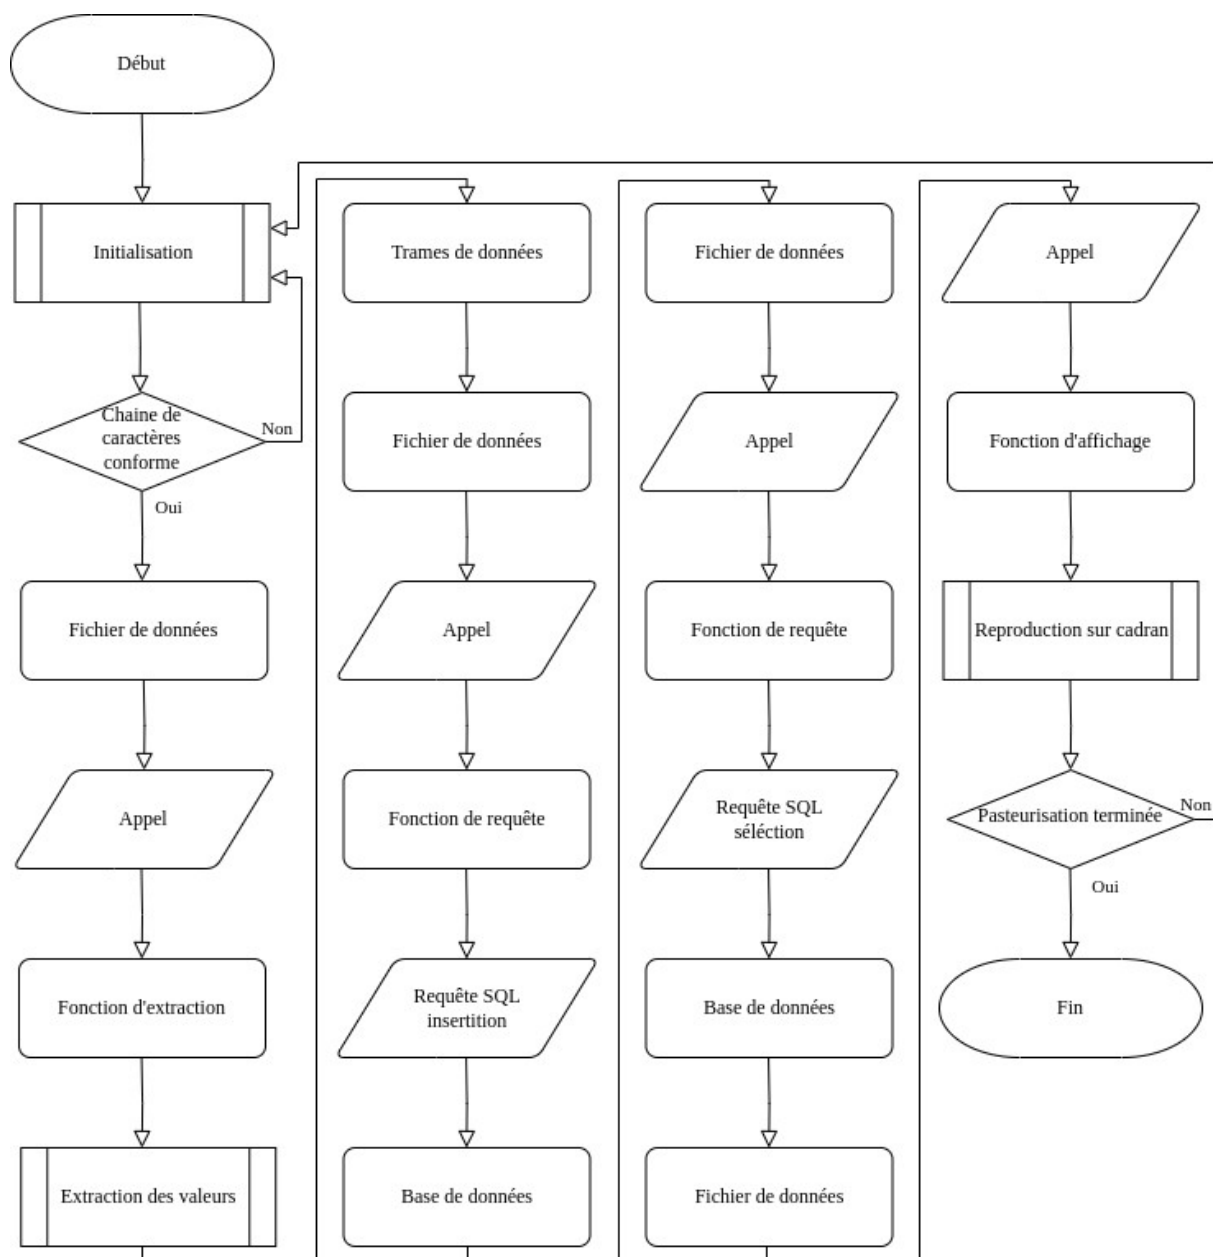 Début
Initialisation
Chaine de
caractères
conforme
Non
Oui
Fichier de données
Appel
Fonction d'extraction
Extraction des valeurs
Trames de données
Fichier de données
Appel
Fonction de requête
Requête SQL
insertition
Base de données
Fichier de données
Appel
Fonction de requête
Requête SQL
séléction
Base de données
Fichier de données
Appel
Fonction d'affichage
Reproduction sur cadran
Pasteurisation terminée
Non
Oui
Fin